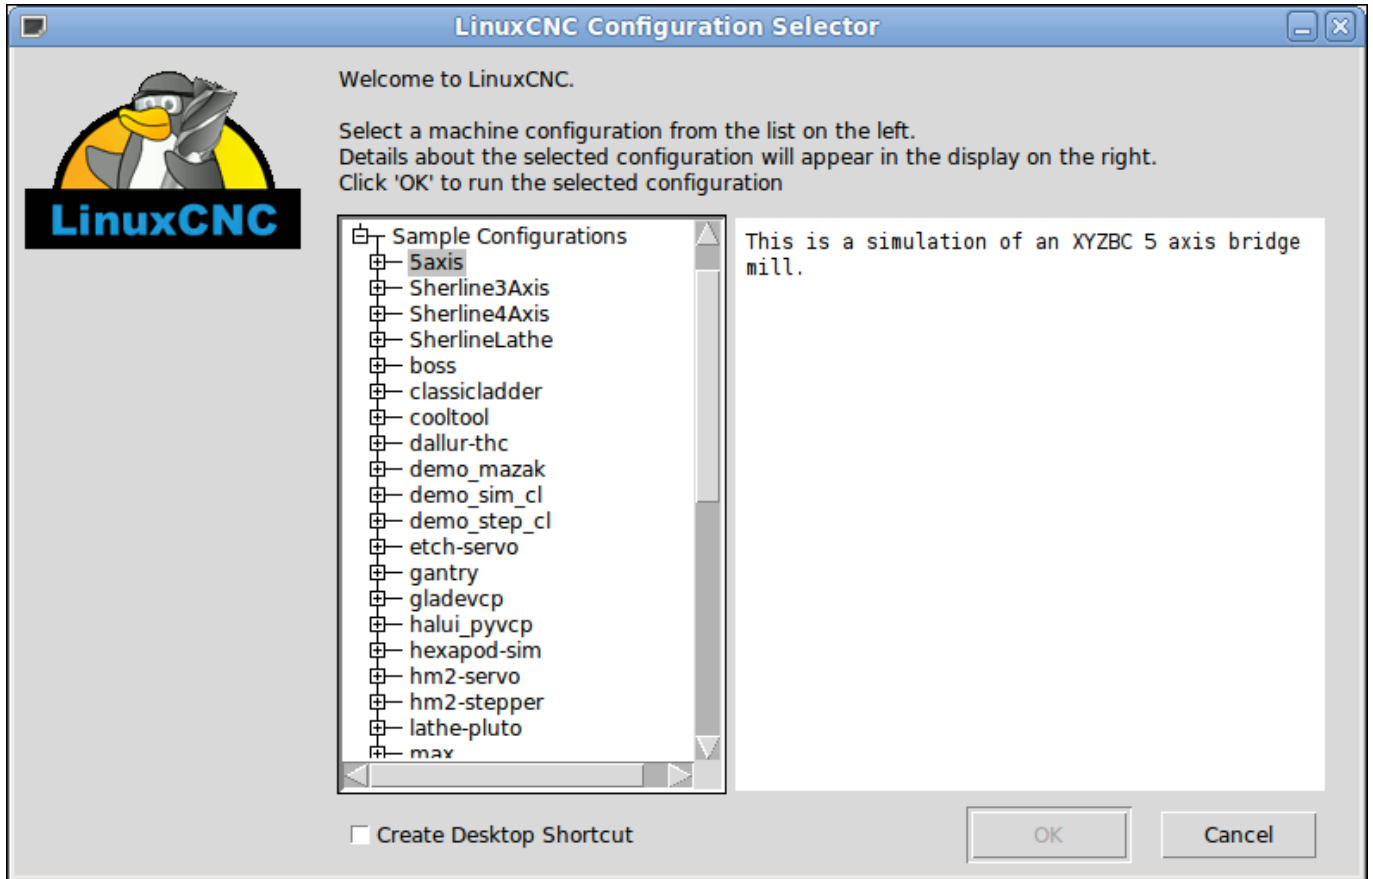 LinuxCNC Configuration Selector
LinuxCNC
Welcome to LinuxCNC.
Select a machine configuration from the list on the left.
Details about the selected configuration will appear in the display on the right.
Click 'OK' to run the selected configuration
Sample Configurations
5axis
Sherline3Axis
Sherline4Axis
SherlineLathe
boss
classicladder
cooltool
dallur-thc
demo_mazak
demo_sim_cl
demo_step_cl
etch-servo
gantry
gladevcp
halui_pyvcp
hexapod-sim
hm2-servo
hm2-stepper
lathe-pluto
max
This is a simulation of an XYZBC 5 axis bridge
mill.
Create Desktop Shortcut
OK
Cancel